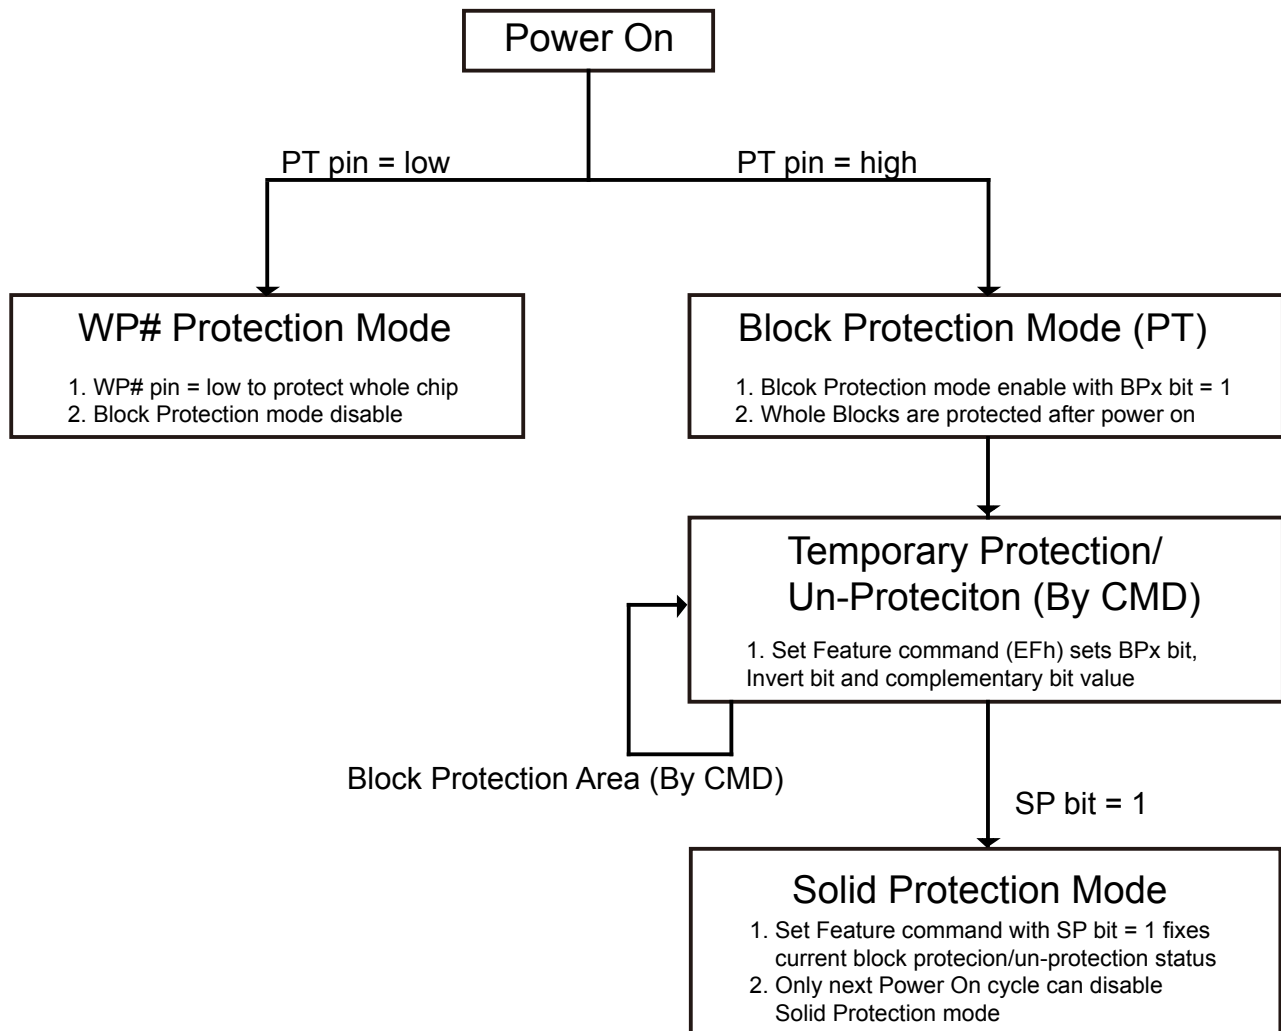 Power On
PT pin = low
PT pin = high
WP# Protection Mode
1. WP# pin = low to protect whole chip
2. Block Protection mode disable
Block Protection Mode (PT)
1. Blcok Protection mode enable with BPx bit = 1
2. Whole Blocks are protected after power on
Temporary Protection/
Un-Proteciton (By CMD)
1. Set Feature command (EFh) sets BPx bit,
Invert bit and complementary bit value
Block Protection Area (By CMD)
SP bit = 1
Solid Protection Mode
1. Set Feature command with SP bit = 1 fixes
current block protecion/un-protection status
2. Only next Power On cycle can disable
Solid Protection mode